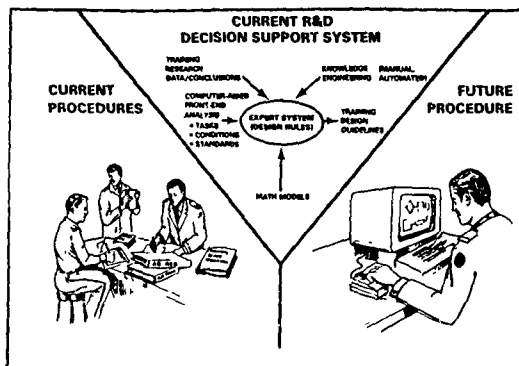 CURRENT R&D
DECISION SUPPORT SYSTEM
TRAINING
RESEARCH
DATA/CONCLUSIONS
KNOWLEDGE
ENGINEERING
MANUAL
AUTOMATION
CURRENT
PROCEDURES
COMPUTER-AIDED
FRONT-END
ANALYSIS
• TASKS
• CONDITIONS
• STANDARDS
EXPERT SYSTEM
(DESIGN RULES)
TRAINING
DESIGN
GUIDELINES
FUTURE
PROCEDURE
MATH MODELS